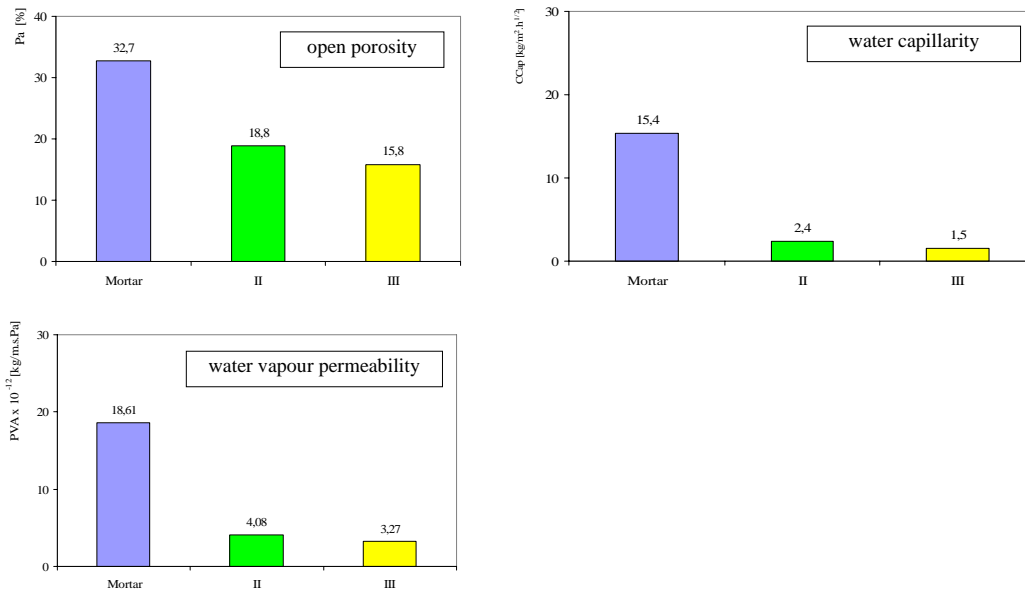 Pa [%]
open porosity
40
30
20
10
0
32,7
18,8
15,8
Mortar II III
CCap [kg/m².h¹/²]
water capillarity
30
20
10
0
15,4
2,4
1,5
Mortar II III
PVA x 10⁻¹² [kg/m.s.Pa]
water vapour permeability
30
20
10
0
18,61
4,08
3,27
Mortar II III